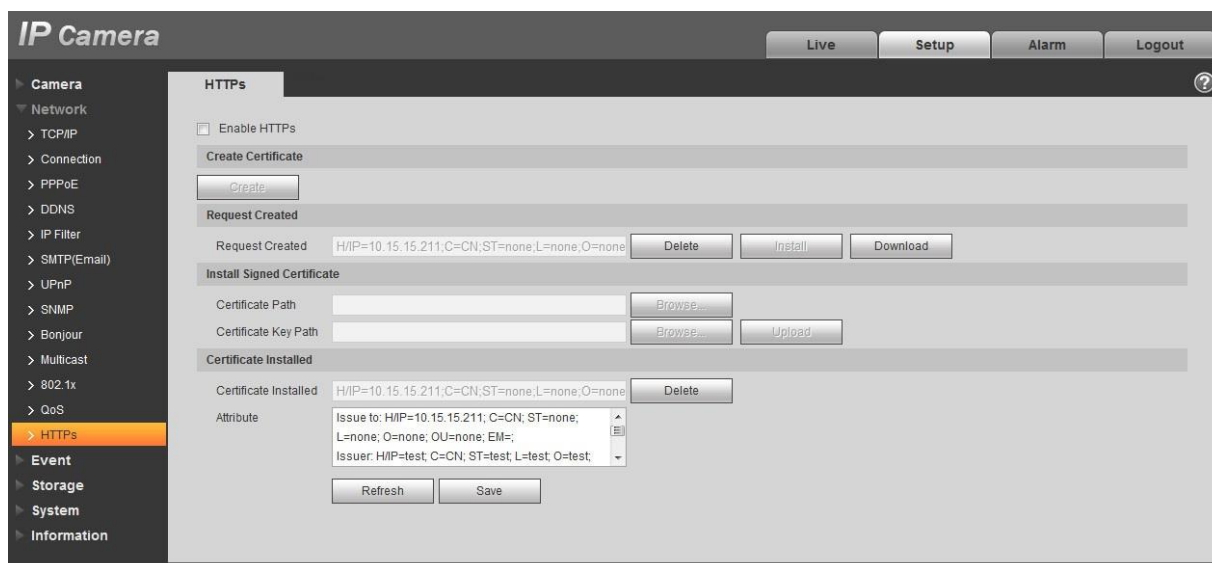 IP Camera
Live
Setup
Alarm
Logout
Camera
HTTPs
?
Network
> TCP/IP
Enable HTTPs
> Connection
Create Certificate
> PPPoE
Create
> DDNS
Request Created
> IP Filter
Request Created H/IP=10.15.15.211;C=CN;ST=none;L=none;O=none Delete Install Download
> SMTP(Email)
Install Signed Certificate
> UPnP
> SNMP
Certificate Path Browse...
> Bonjour
Certificate Key Path Browse... Upload
> Multicast
Certificate Installed
> 802.1x
Certificate Installed H/IP=10.15.15.211;C=CN;ST=none;L=none;O=none Delete
> QoS
Attribute
Issue to: H/IP=10.15.15.211; C=CN; ST=none;
L=none; O=none; OU=none; EM=;
Issuer: H/IP=test; C=CN; ST=test; L=test; O=test;
> HTTPs
Event
Storage
Refresh Save
System
Information